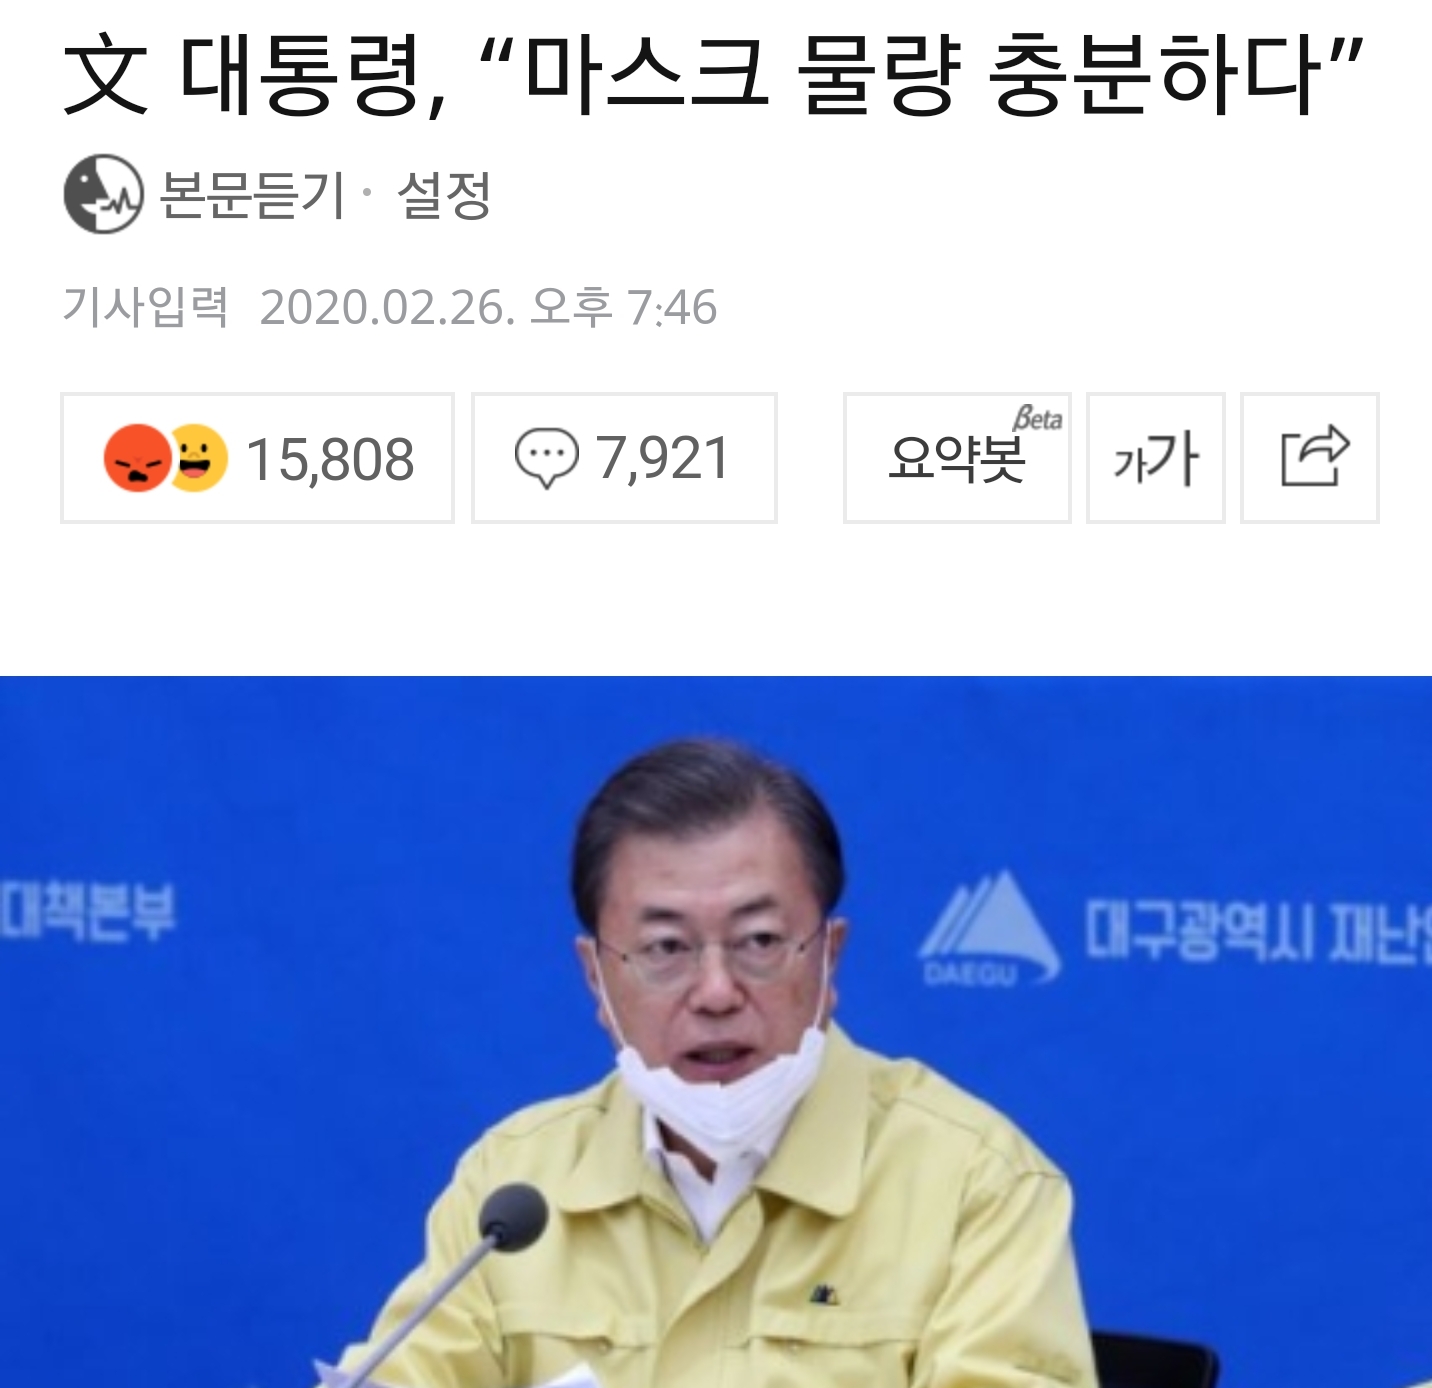 文 대통령, “마스크 물량 충분하다”
본문듣기 · 설정
기사입력 2020.02.26. 오후 7:46
15,808 7,921 요약봇 Beta 가가
대책본부
DAEGU 대구광역시 재난